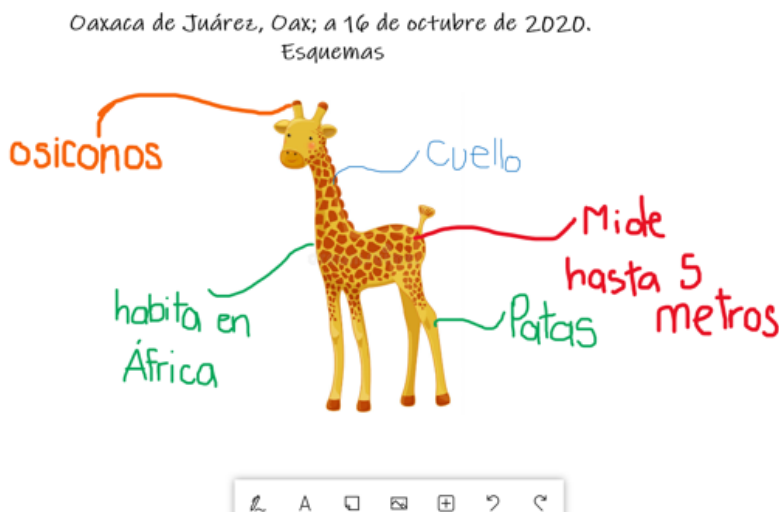 Oaxaca de Juárez, Oax; a 16 de octubre de 2020.
Esquemas
osiconos
Cuello
Mide
hasta 5
metros
habita en
África
Patas
A